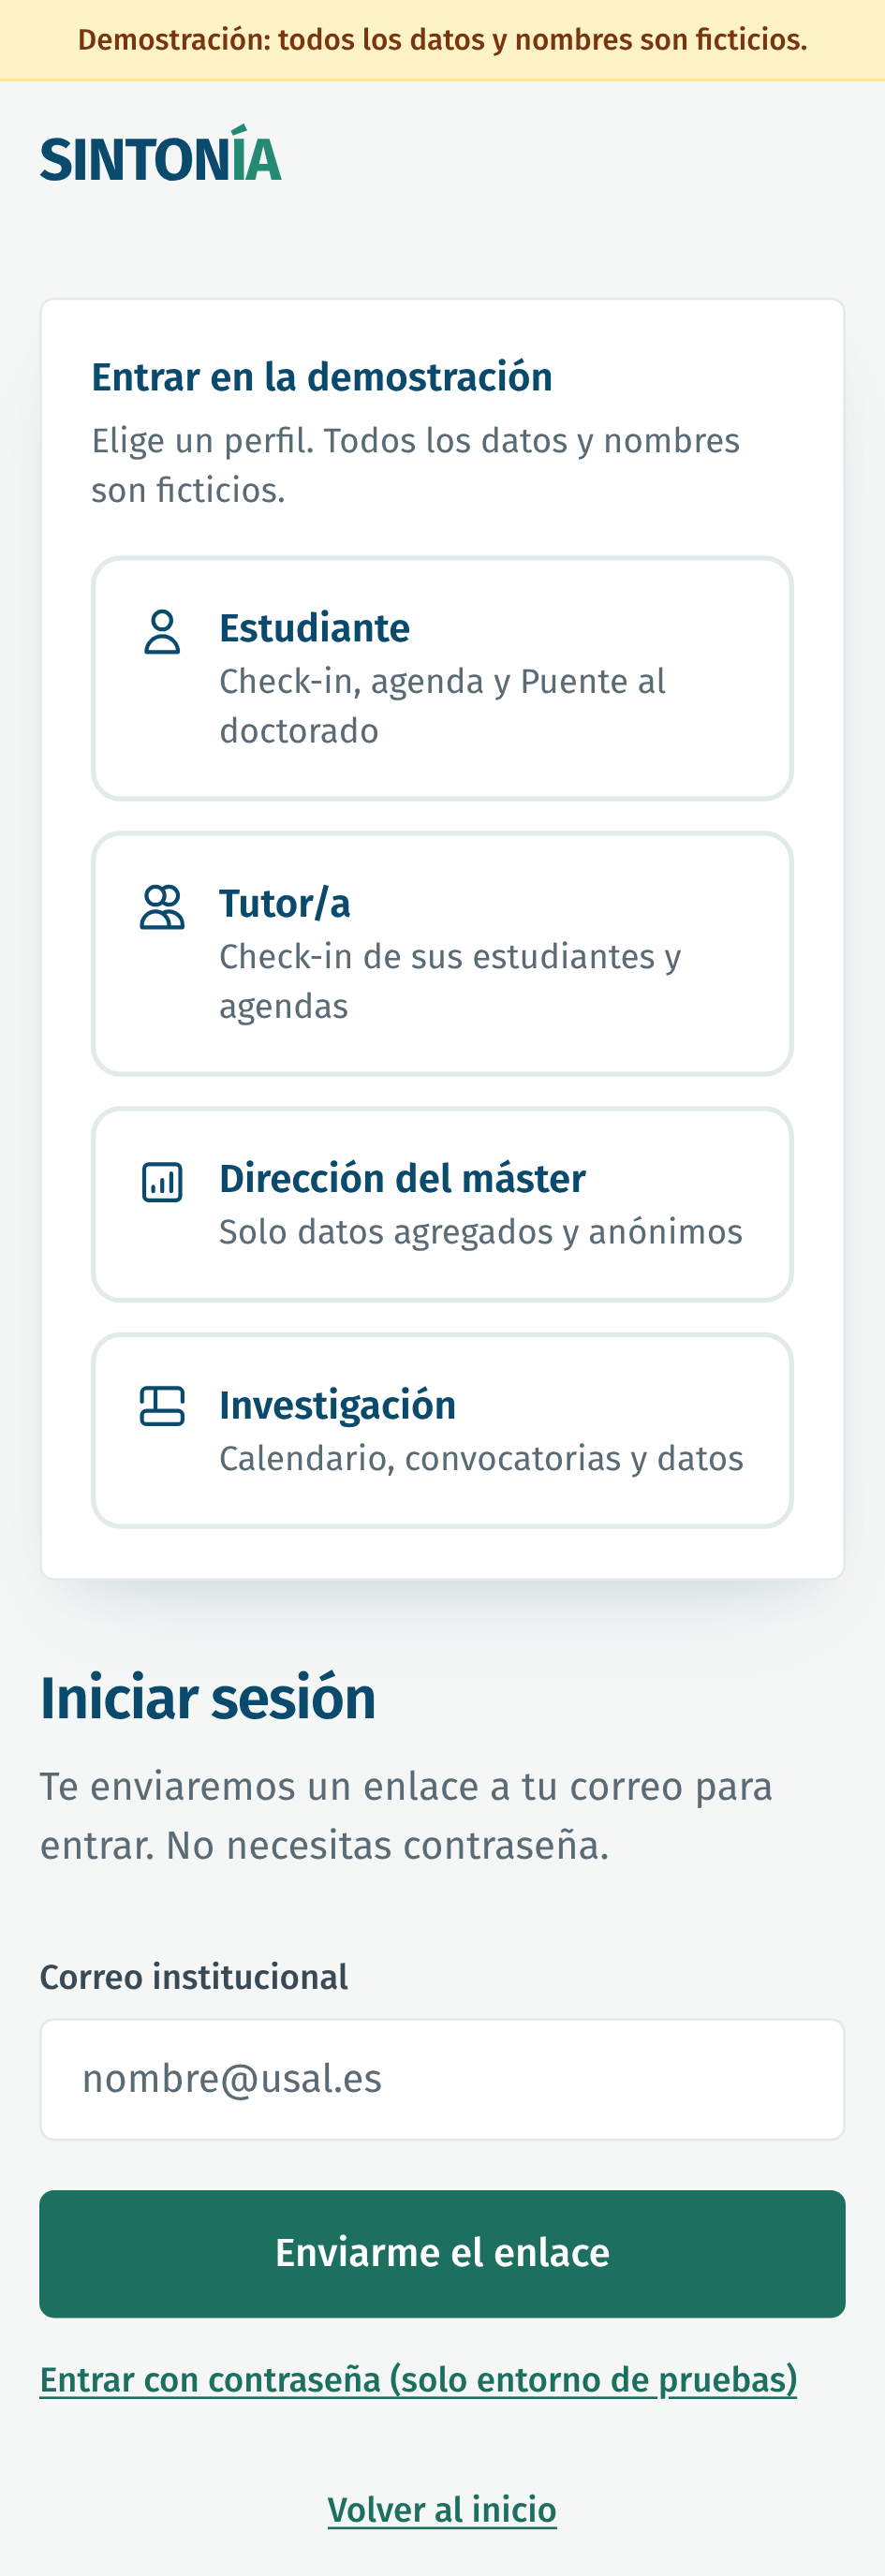 Demostración: todos los datos y nombres son ficticios.
SINTONÍA
Entrar en la demostración
Elige un perfil. Todos los datos y nombres
son ficticios.
Estudiante
Check-in, agenda y Puente al
doctorado
Tutor/a
Check-in de sus estudiantes y
agendas
Dirección del máster
Solo datos agregados y anónimos
Investigación
Calendario, convocatorias y datos
Iniciar sesión
Te enviaremos un enlace a tu correo para
entrar. No necesitas contraseña.
Correo institucional
nombre@usal.es
Enviarme el enlace
Entrar con contraseña (solo entorno de pruebas)
Volver al inicio